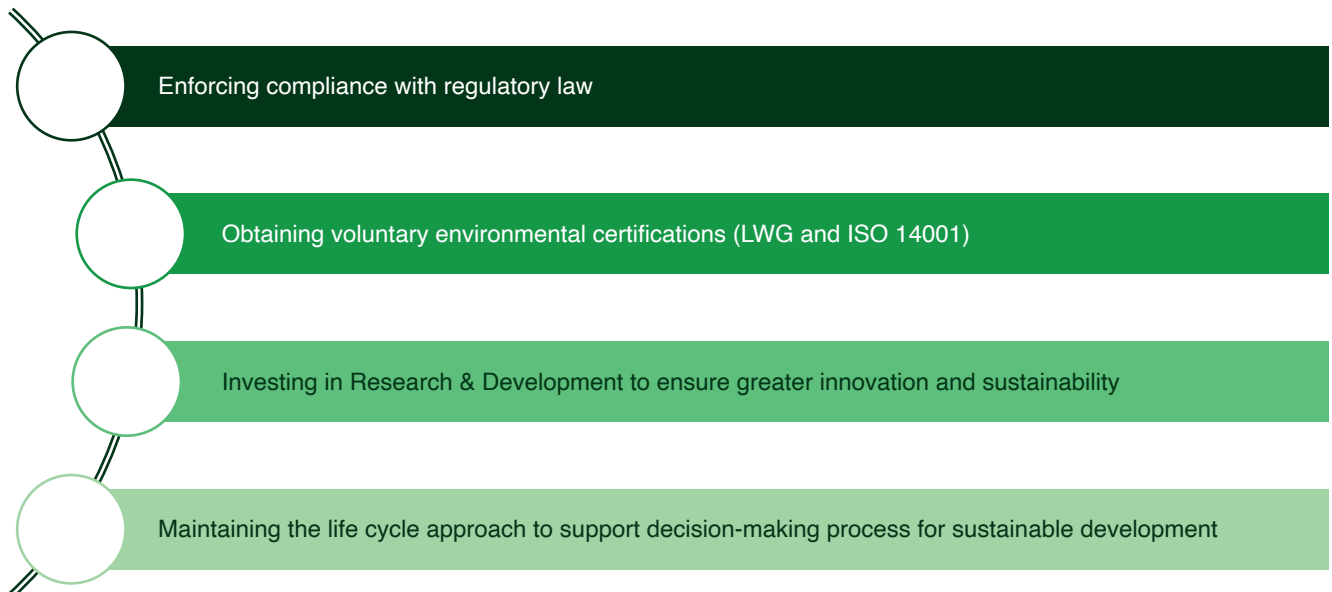 Enforcing compliance with regulatory law
Obtaining voluntary environmental certifications (LWG and ISO 14001)
Investing in Research & Development to ensure greater innovation and sustainability
Maintaining the life cycle approach to support decision-making process for sustainable development